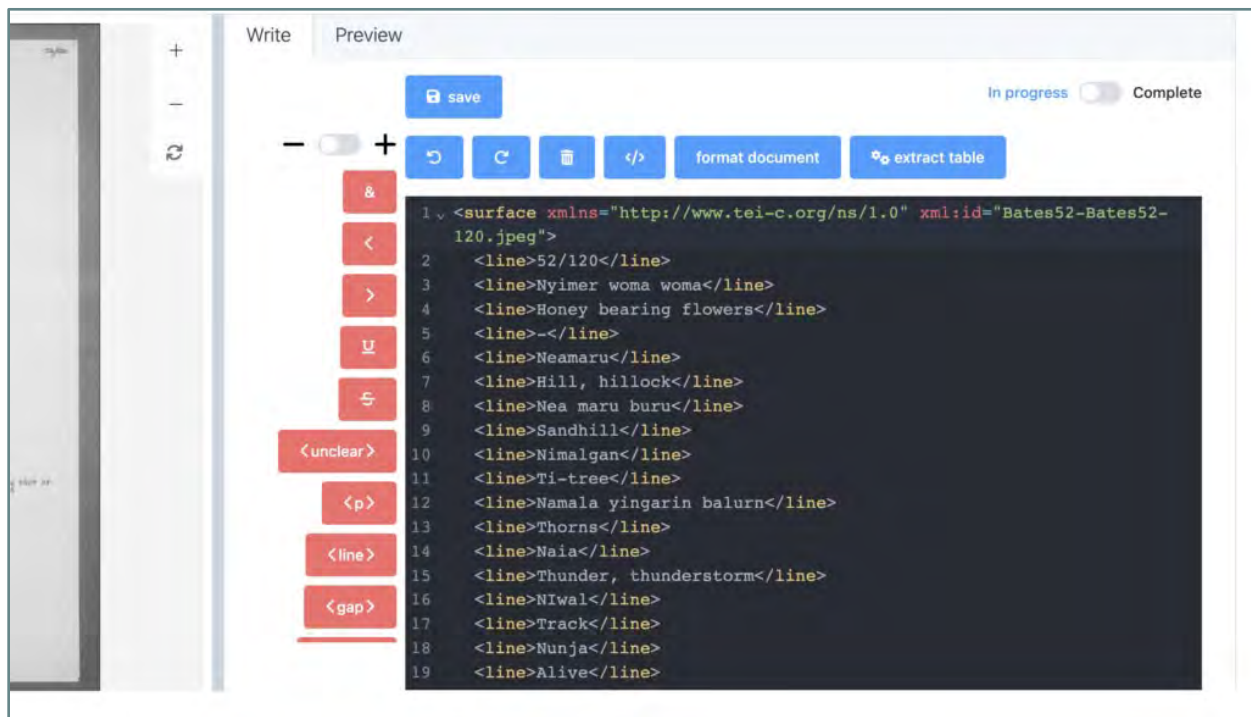 Write Preview
save
In progress Complete
− +
format document
extract table
&
<
>
U
S
<unclear>
<p>
<line>
<gap>
+
−
</>
1 <surface xmlns="http://www.tei-c.org/ns/1.0" xml:id="Bates52-Bates52-
120.jpeg">
2 <line>52/120</line>
3 <line>Nyimer woma woma</line>
4 <line>Honey bearing flowers</line>
5 <line>-</line>
6 <line>Neamaru</line>
7 <line>Hill, hillock</line>
8 <line>Nea maru buru</line>
9 <line>Sandhill</line>
10 <line>Nimalgan</line>
11 <line>Ti-tree</line>
12 <line>Namala yingarin balurn</line>
13 <line>Thorns</line>
14 <line>Naia</line>
15 <line>Thunder, thunderstorm</line>
16 <line>NIwal</line>
17 <line>Track</line>
18 <line>Nunja</line>
19 <line>Alive</line>